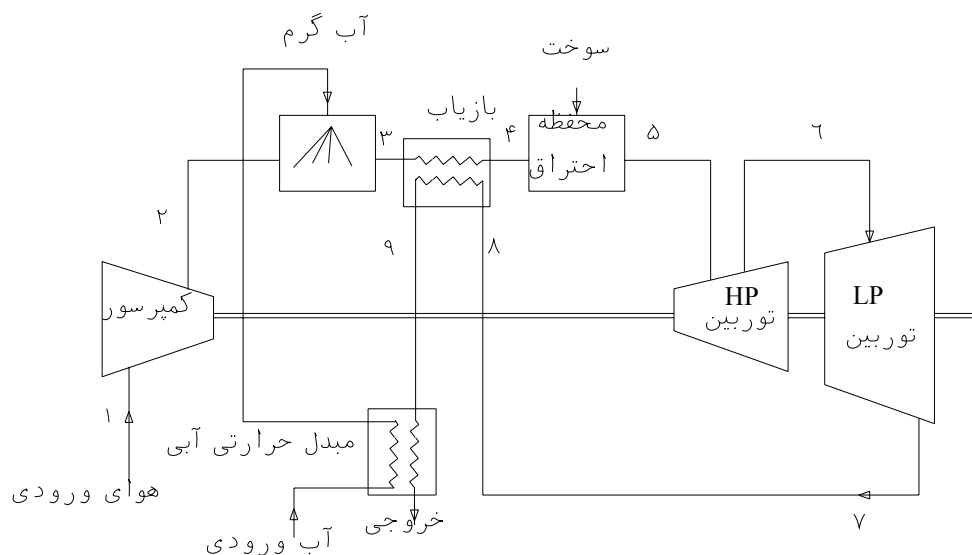 آب گرم
سوخت
بازیاب
محفظه
احتراق
۳
۴
۵
۶
۲
۹
۸
کمپرسور
HP
توربین
LP
توربین
۱
مبدل حرارتی آبی
هوای ورودی
آب ورودی
خروجی
۷